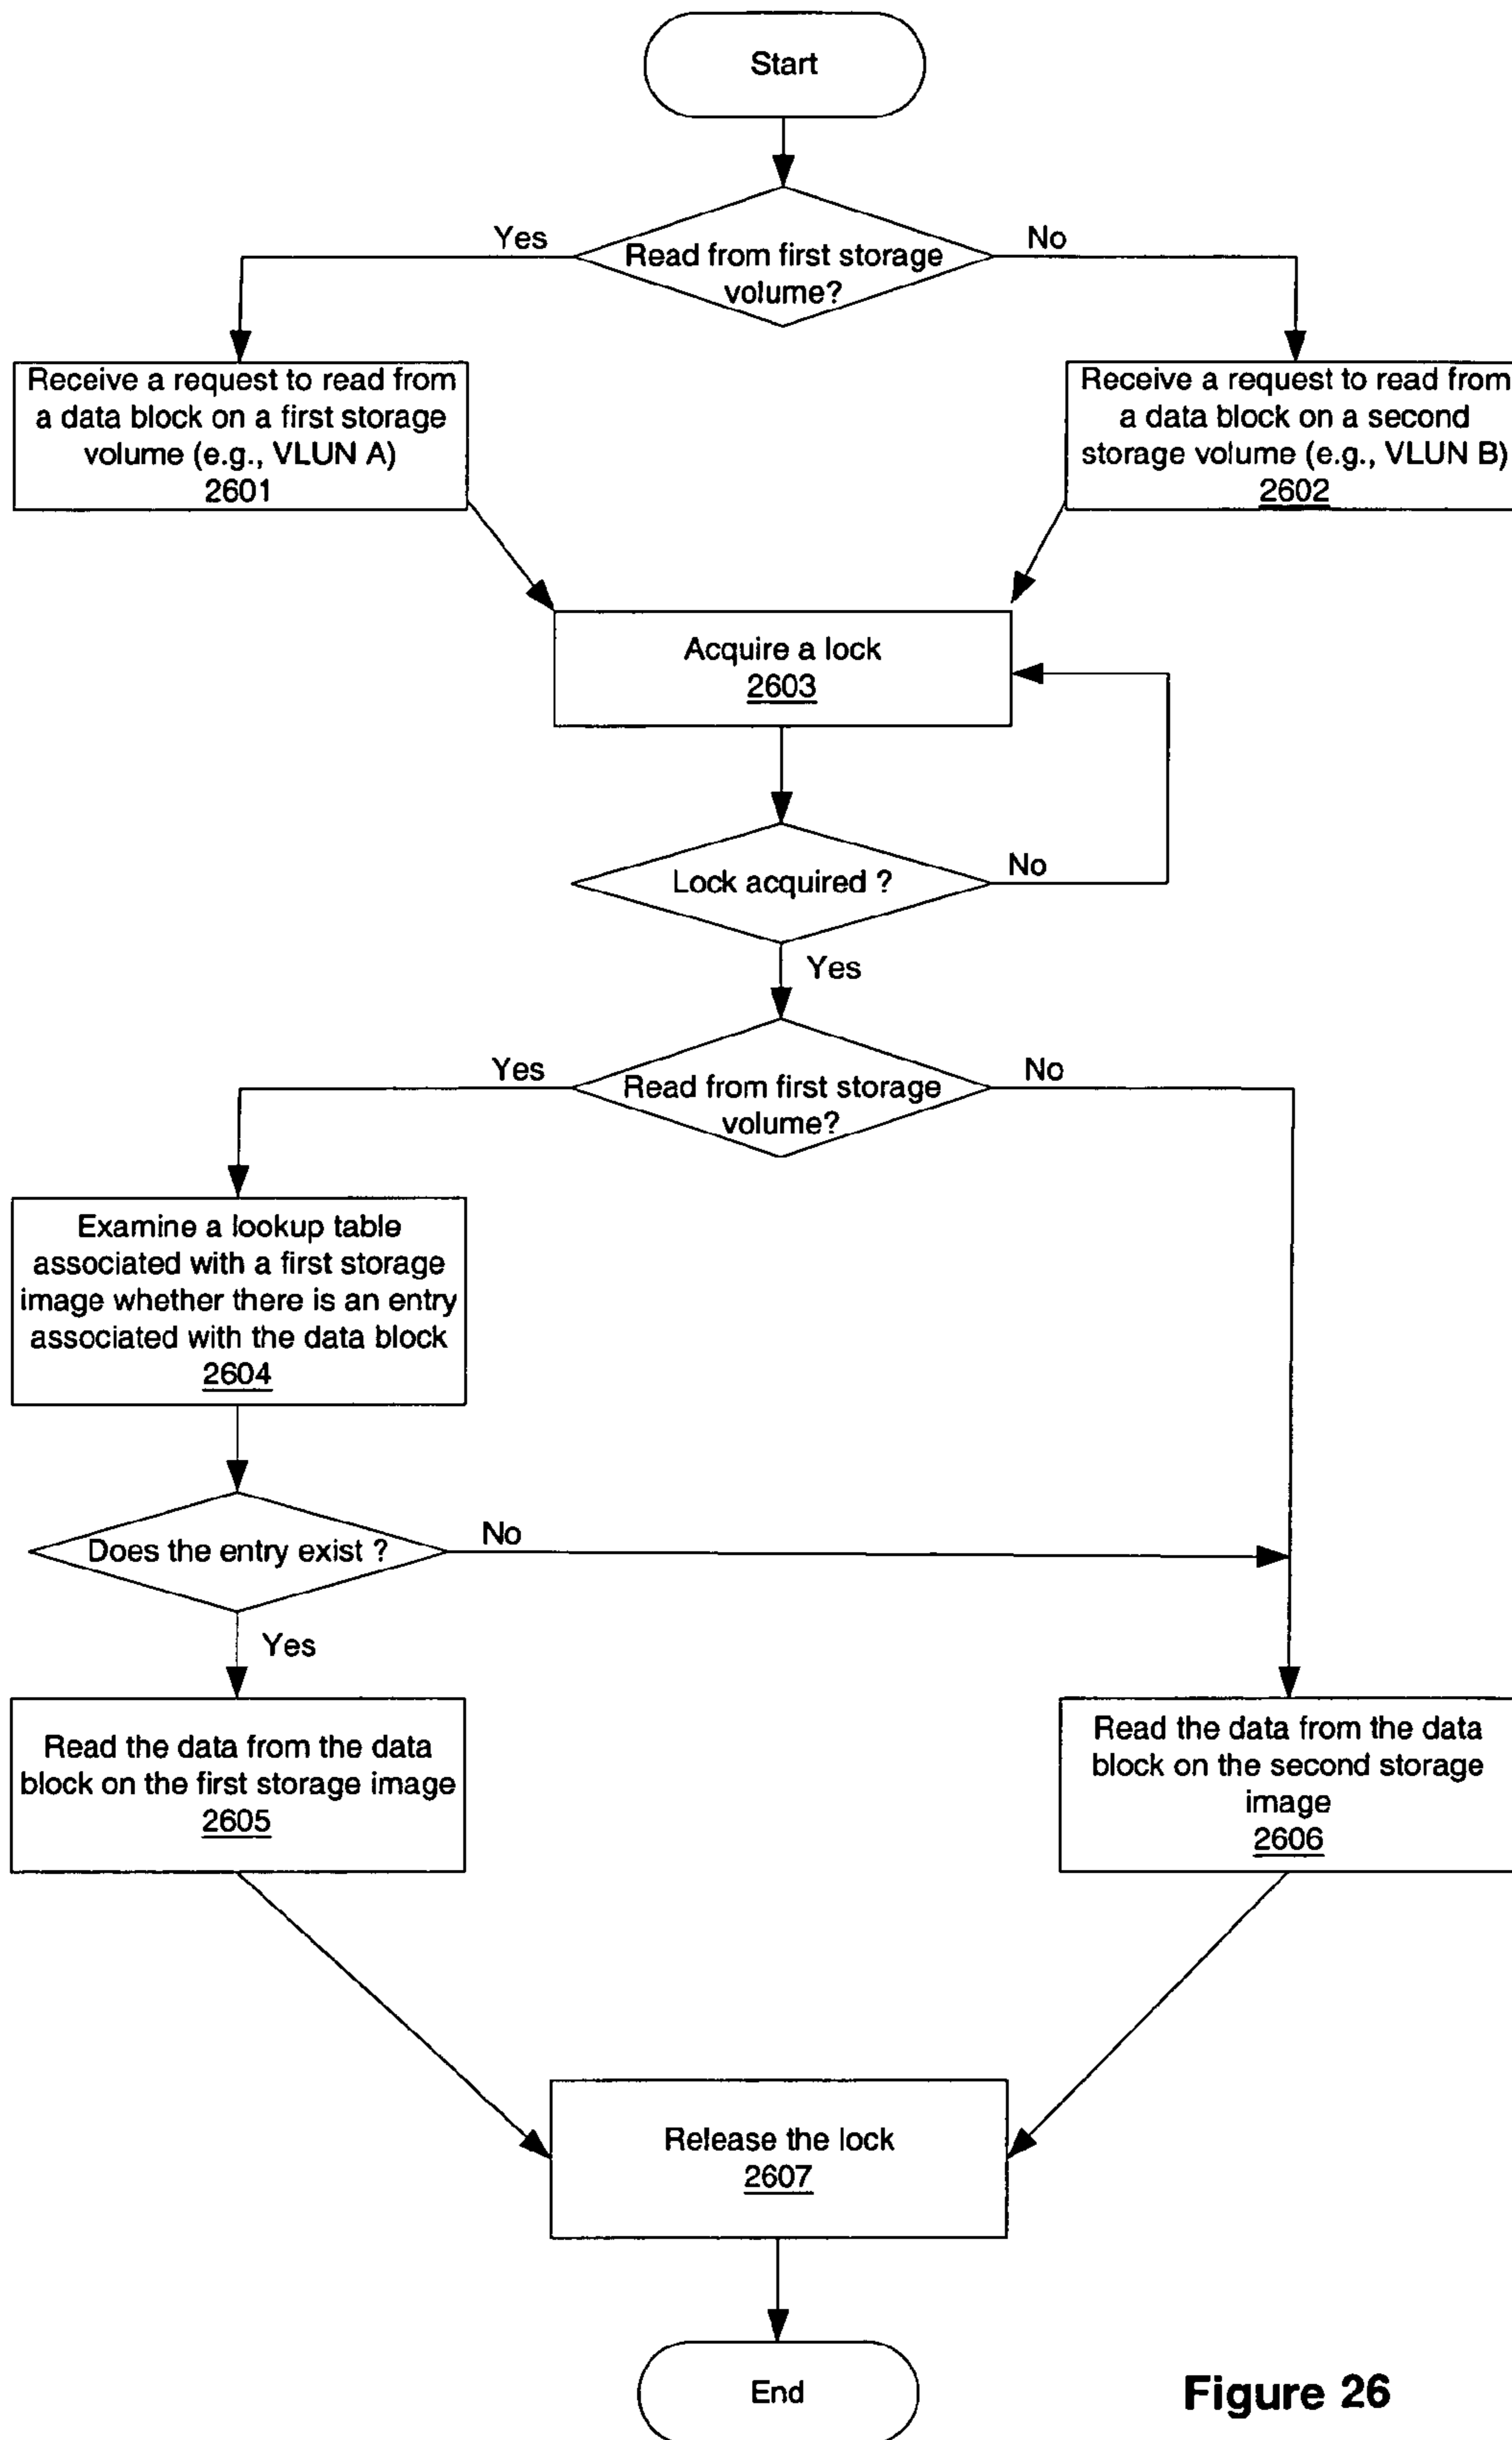 Start
Yes
No
Read from first storage
volume?
Receive a request to read from
a data block on a first storage
volume (e.g., VLUN A)
2601
Receive a request to read from
a data block on a second
storage volume (e.g., VLUN B)
2602
Acquire a lock
2603
Lock acquired ?
No
Yes
Yes
No
Read from first storage
volume?
Examine a lookup table
associated with a first storage
image whether there is an entry
associated with the data block
2604
Does the entry exist ?
No
Yes
Read the data from the data
block on the first storage image
2605
Read the data from the data
block on the second storage
image
2606
Release the lock
2607
End
Figure 26